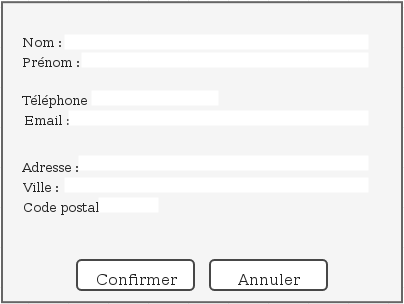 Nom :
Prénom :
Téléphone
Email :
Adresse :
Ville :
Code postal
Confirmer Annuler